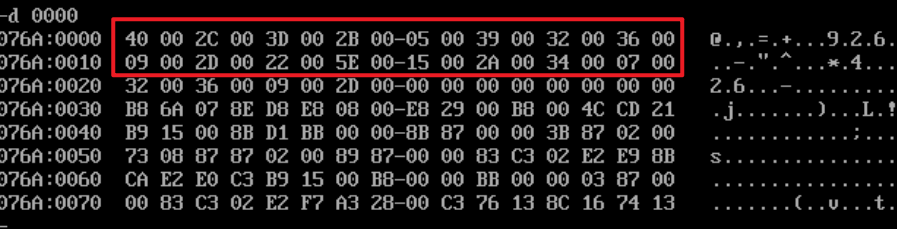 -d 0000
076A:0000  40 00 2C 00 3D 00 2B 00-05 00 39 00 32 00 36 00  @.,.=.+...9.2.6.
076A:0010  09 00 2D 00 22 00 5E 00-15 00 2A 00 34 00 07 00  ..-.".^...*.4...
076A:0020  32 00 36 00 09 00 2D 00-00 00 00 00 00 00 00 00  2.6...-.........
076A:0030  B8 6A 07 8E D8 E8 08 00-E8 29 00 B8 00 4C CD 21  .j.......)...L.!
076A:0040  B9 15 00 8B D1 BB 00 00-8B 87 00 00 3B 87 02 00  ............;...
076A:0050  73 08 87 87 02 00 89 87-00 00 83 C3 02 E2 E9 8B  s...............
076A:0060  CA E2 E0 C3 B9 15 00 B8-00 00 BB 00 00 03 87 00  ................
076A:0070  00 83 C3 02 E2 F7 A3 28-00 C3 76 13 8C 16 74 13  .......(..v...t.